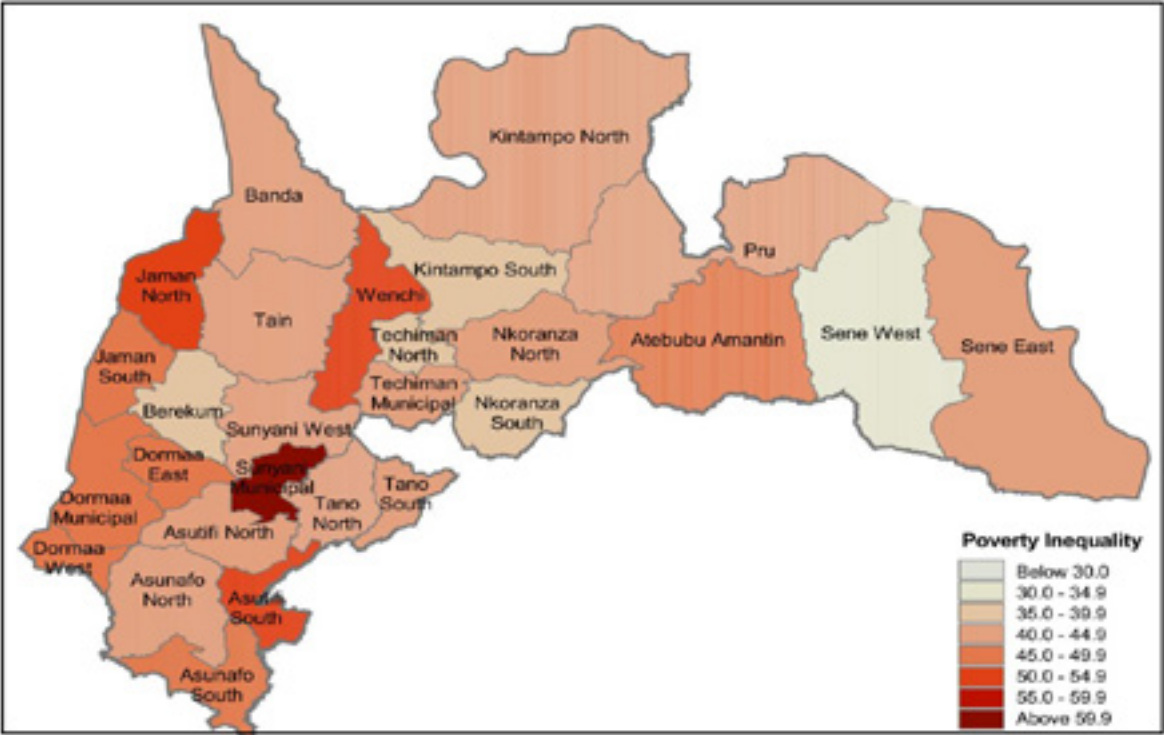 Kintampo North
Banda
Pru
Jaman
North
Kintampo South
Wenchi
Tain
Techiman
North
Nkoranza
North
Atebubu Amantin
Sene West
Sene East
Jaman
South
Techiman
Municipal
Berekum
Nkoranza
South
Sunyani West
Dormaa
East
Sunyani
Municipal
Tano
South
Dormaa
Municipal
Tano
North
Asutifi North
Dormaa
West
Asunafo
North
Asutifi
South
Asunafo
South
Poverty Inequality
Below 30.0
30.0 - 34.9
35.0 - 39.9
40.0 - 44.9
45.0 - 49.9
50.0 - 54.9
55.0 - 59.9
Above 59.9